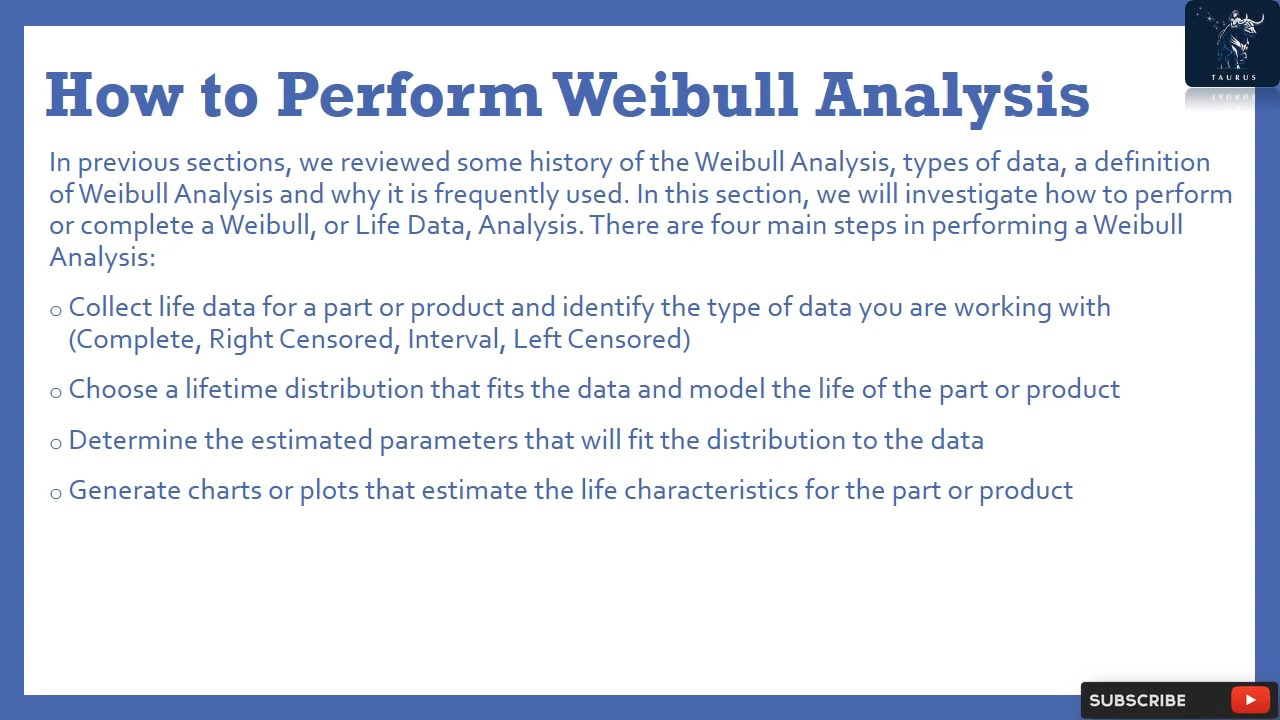 TAURUS
How to Perform Weibull Analysis
In previous sections, we reviewed some history of the Weibull Analysis, types of data, a definition
of Weibull Analysis and why it is frequently used. In this section, we will investigate how to perform
or complete a Weibull, or Life Data, Analysis. There are four main steps in performing a Weibull
Analysis:
o Collect life data for a part or product and identify the type of data you are working with
(Complete, Right Censored, Interval, Left Censored)
o Choose a lifetime distribution that fits the data and model the life of the part or product
o Determine the estimated parameters that will fit the distribution to the data
o Generate charts or plots that estimate the life characteristics for the part or product
SUBSCRIBE